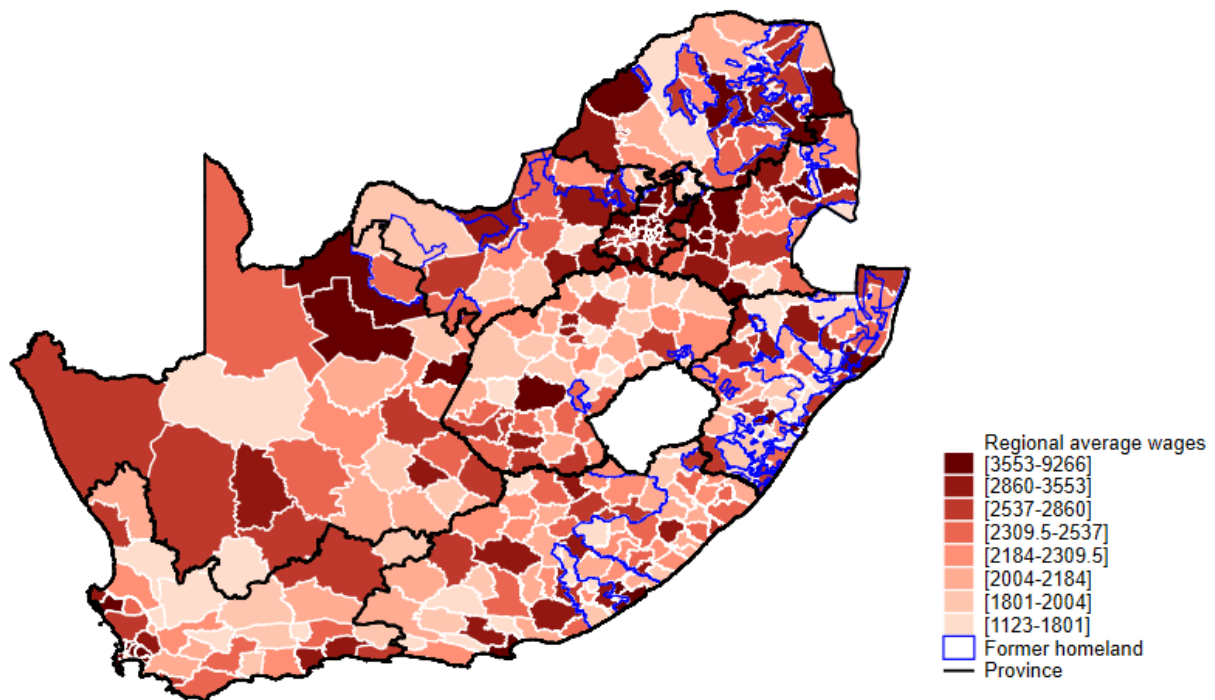 Regional average wages
[3553-9266]
[2860-3553]
[2537-2860]
[2309.5-2537]
[2184-2309.5]
[2004-2184]
[1801-2004]
[1123-1801]
Former homeland
Province